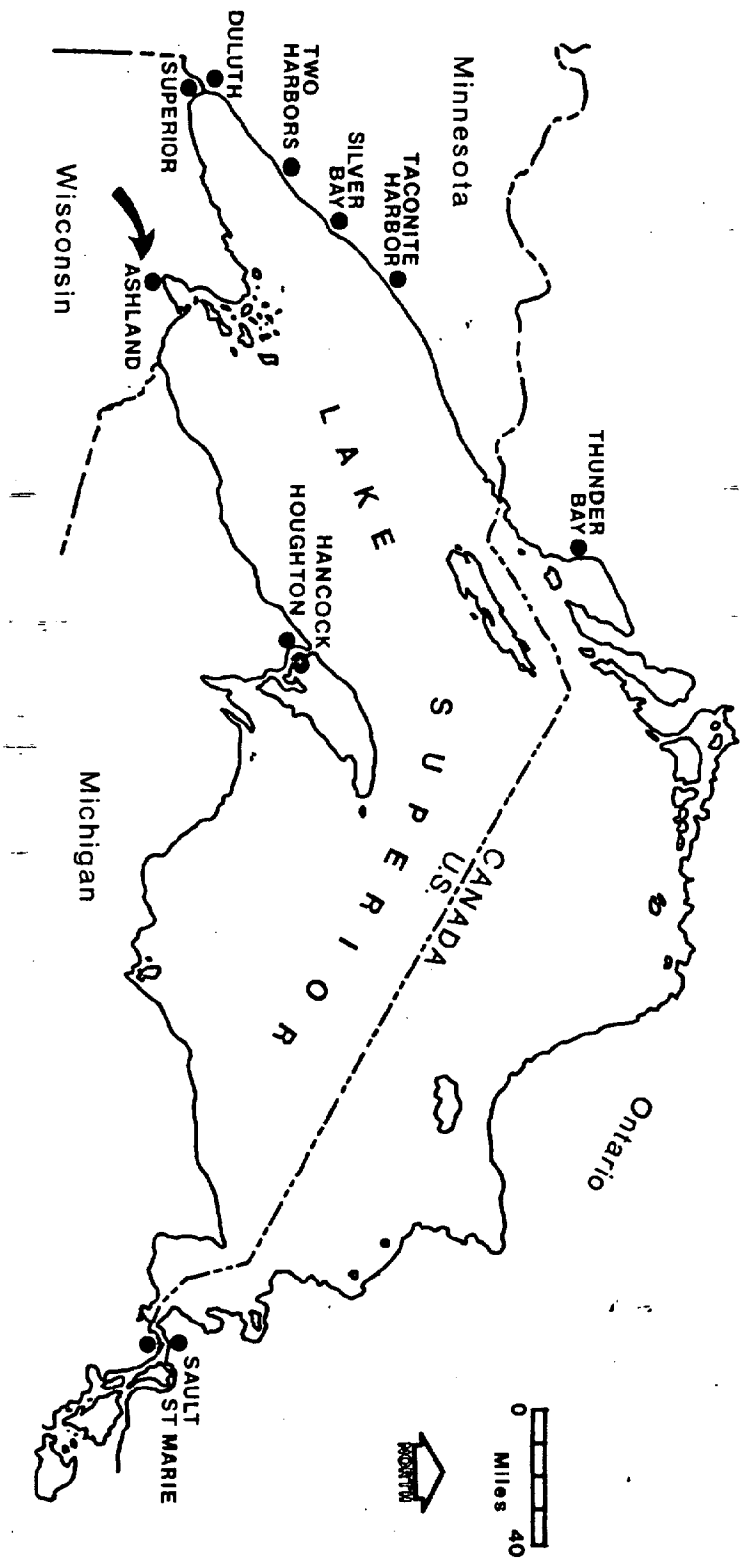 Minnesota
THUNDER
BAY
TACONITE
HARBOR
SILVER
BAY
TWO
HARBORS
DULUTH
SUPERIOR
Wisconsin
ASHLAND
LAKE SUPERIOR
HANCOCK
HOUGHTON
CANADA
U.S.
Michigan
Ontario
SAULT
ST MARIE
0 40
Miles